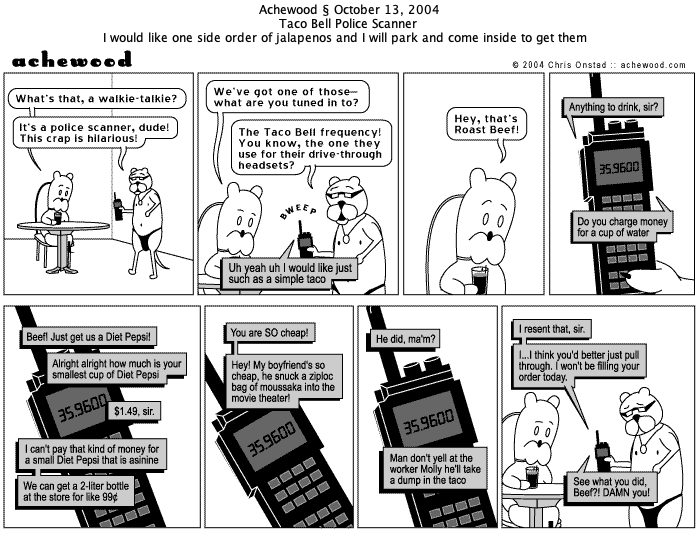 Achewood § October 13, 2004
Taco Bell Police Scanner
I would like one side order of jalapenos and I will park and come inside to get them
achewood
© 2004 Chris Onstad :: achewood.com
What's that, a walkie-talkie?
It's a police scanner, dude!
This crap is hilarious!
We've got one of those—
what are you tuned in to?
The Taco Bell frequency!
You know, the one they
use for their drive-through
headsets?
BWEEP
Uh yeah uh I would like just
such as a simple taco
Hey, that's
Roast Beef!
Anything to drink, sir?
35.9600
Do you charge money
for a cup of water
Beef! Just get us a Diet Pepsi!
Alright alright how much is your
smallest cup of Diet Pepsi
35.9600
$1.49, sir.
I can't pay that kind of money for
a small Diet Pepsi that is asinine
We can get a 2-liter bottle
at the store for like 99¢
You are SO cheap!
Hey! My boyfriend's so
cheap, he snuck a ziploc
bag of moussaka into the
movie theater!
35.9600
He did, ma'm?
35.9600
Man don't yell at the
worker Molly he'll take
a dump in the taco
I resent that, sir.
I...I think you'd better just pull
through. I won't be filling your
order today.
See what you did,
Beef?! DAMN you!